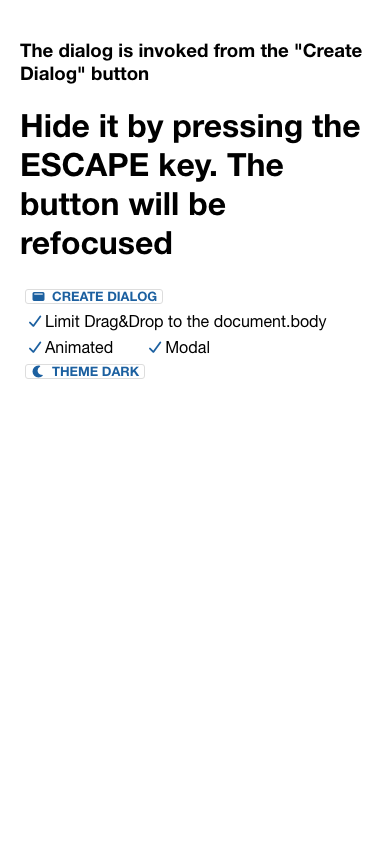 The dialog is invoked from the "Create
Dialog" button
Hide it by pressing the
ESCAPE key. The
button will be
refocused
CREATE DIALOG
Limit Drag&Drop to the document.body
Animated Modal
THEME DARK